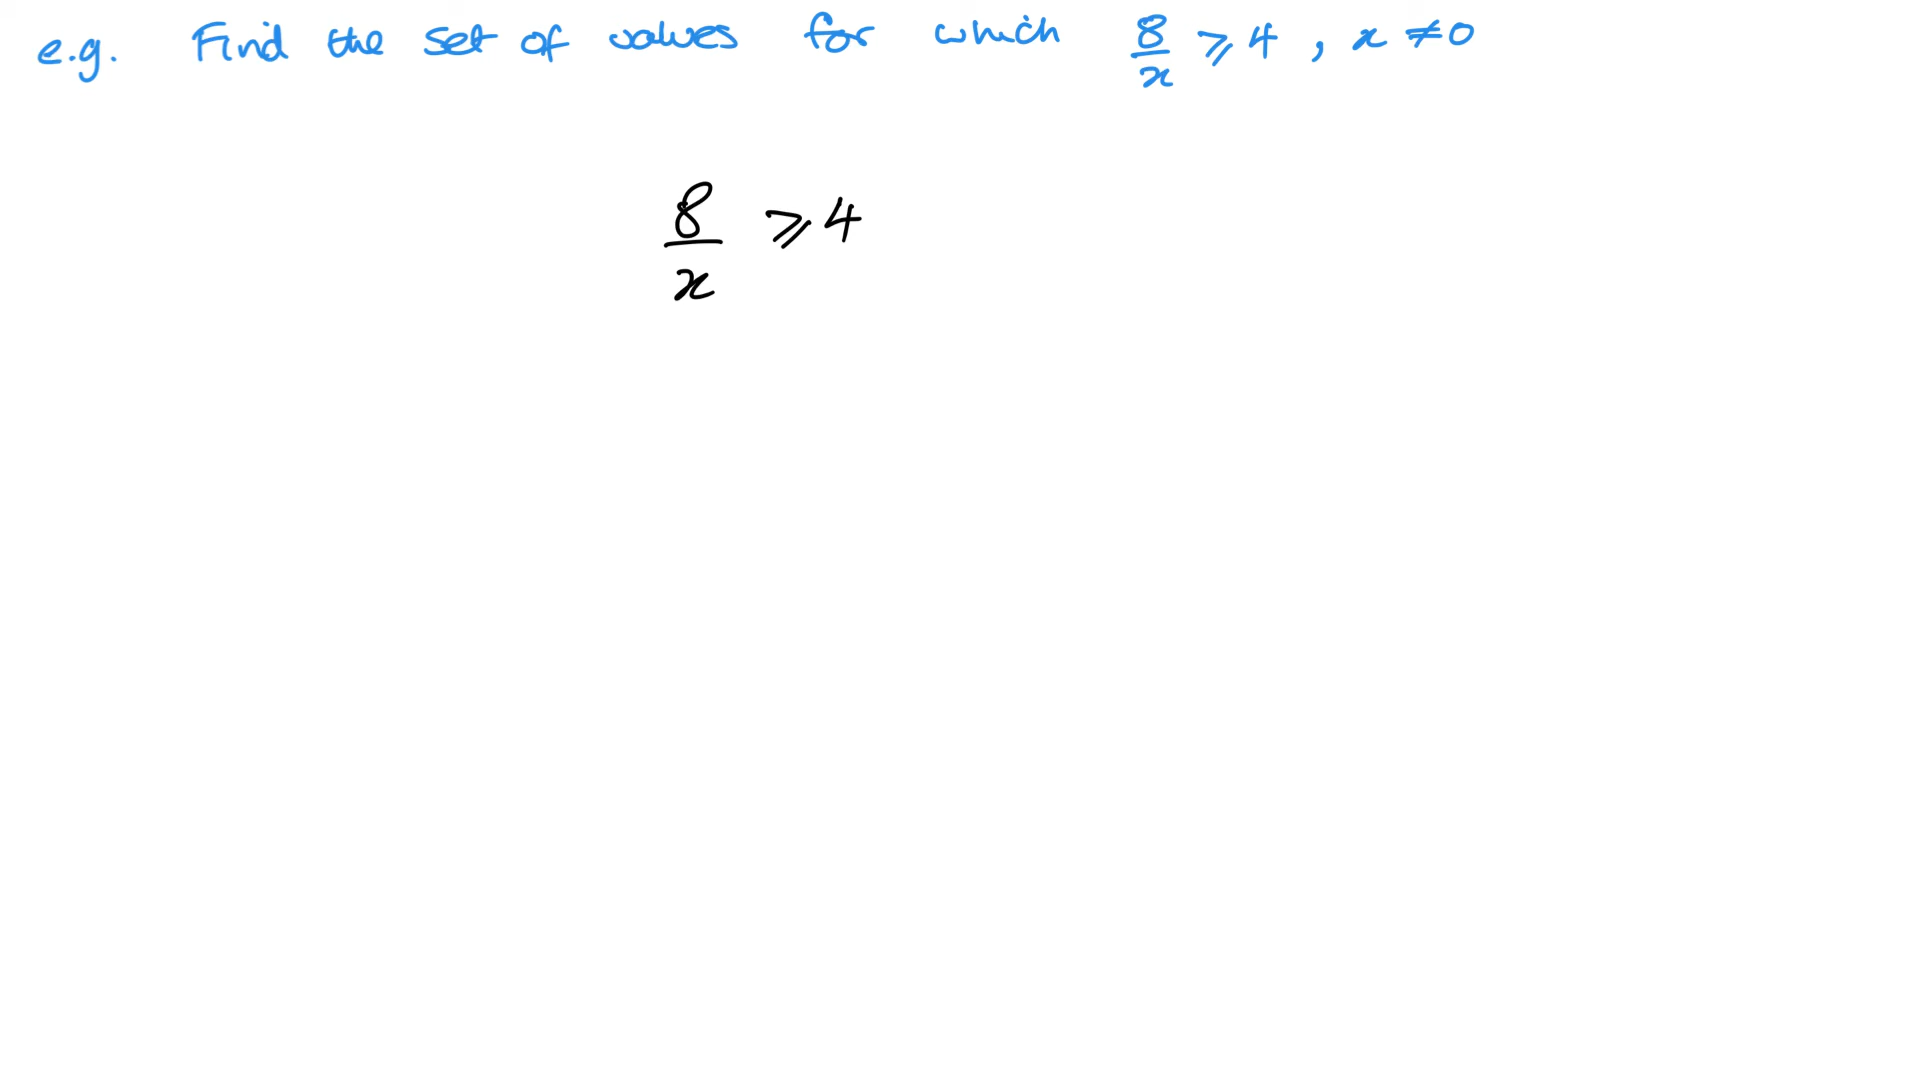 e.g. Find the set of values for which 8/x ⩾ 4 , x ≠ 0
8/x ⩾ 4